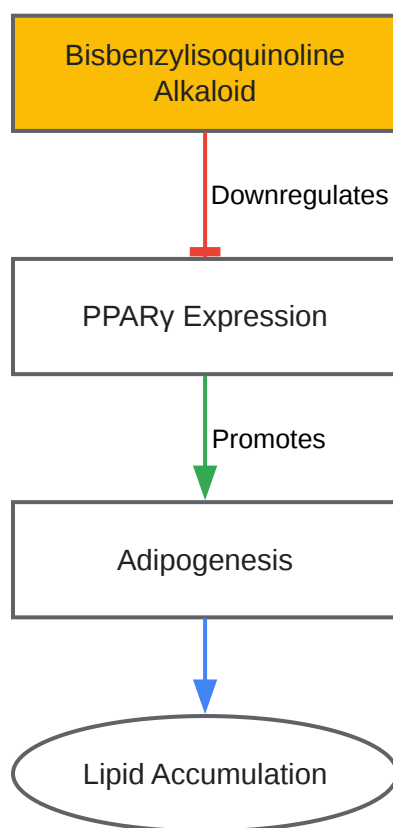 Bisbenzylisoquinoline
Alkaloid
Downregulates
PPARγ Expression
Promotes
Adipogenesis
Lipid Accumulation